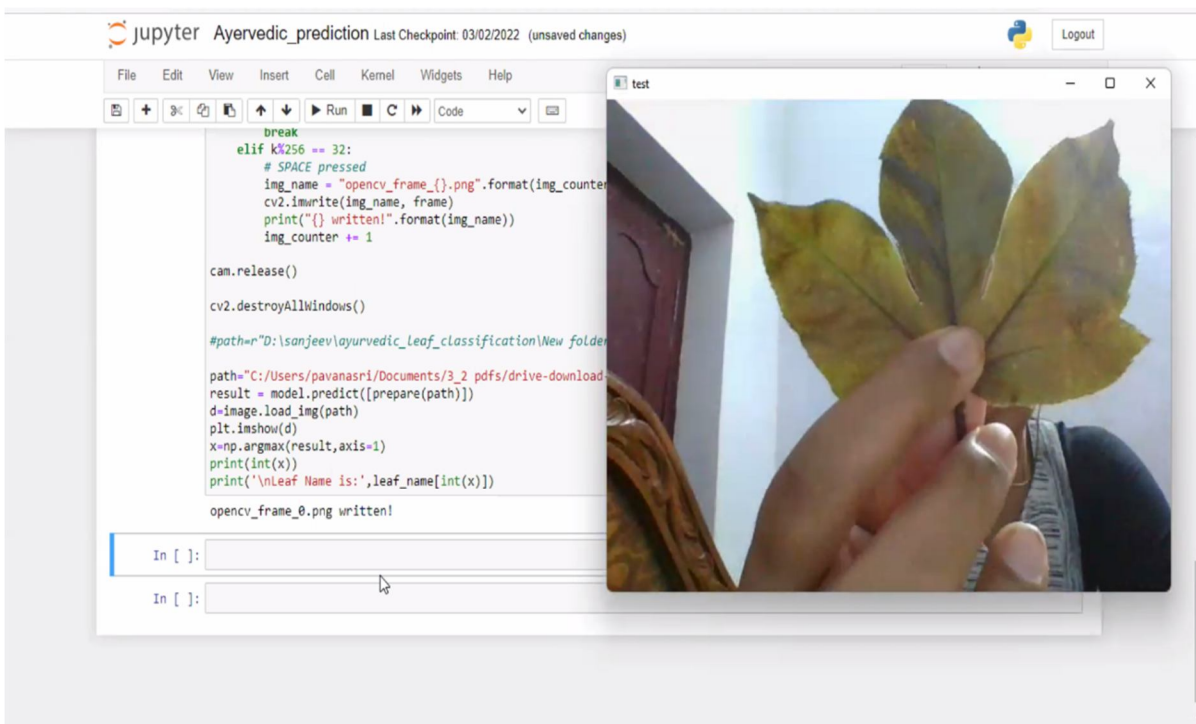 jupyter Ayervedic_prediction Last Checkpoint: 03/02/2022 (unsaved changes)
Logout
File Edit View Insert Cell Kernel Widgets Help
Run Code
test
break
elif k%256 == 32:
# SPACE pressed
img_name = "opencv_frame_{}.png".format(img_counter
cv2.imwrite(img_name, frame)
print("{} written!".format(img_name))
img_counter += 1
cam.release()
cv2.destroyAllWindows()
#path=r"D:\sanjeev\ayurvedic_leaf_classification\New folder
path="C:/Users/pavanasri/Documents/3_2 pdfs/drive-download-
result = model.predict([prepare(path)])
d=image.load_img(path)
plt.imshow(d)
x=np.argmax(result,axis=1)
print(int(x))
print('\nLeaf Name is:',leaf_name[int(x)])
opencv_frame_0.png written!
In [ ]:
In [ ]: